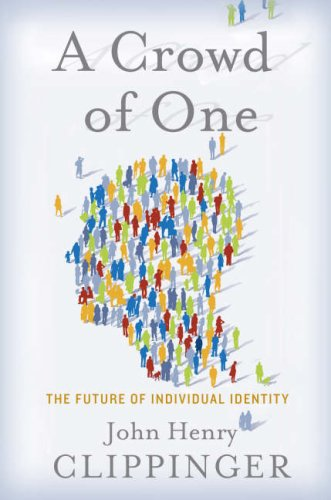 A Crowd
of One
THE FUTURE OF INDIVIDUAL IDENTITY
John Henry
CLIPPINGER